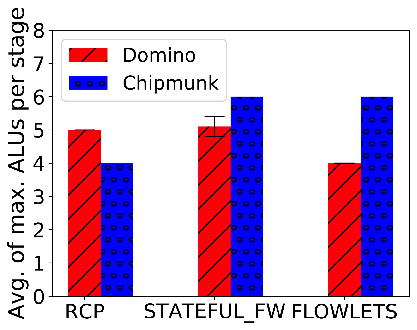 Avg. of max. ALUs per stage
8
7
6
5
4
3
2
1
0
Domino
Chipmunk
RCP
STATEFUL_FW
FLOWLETS